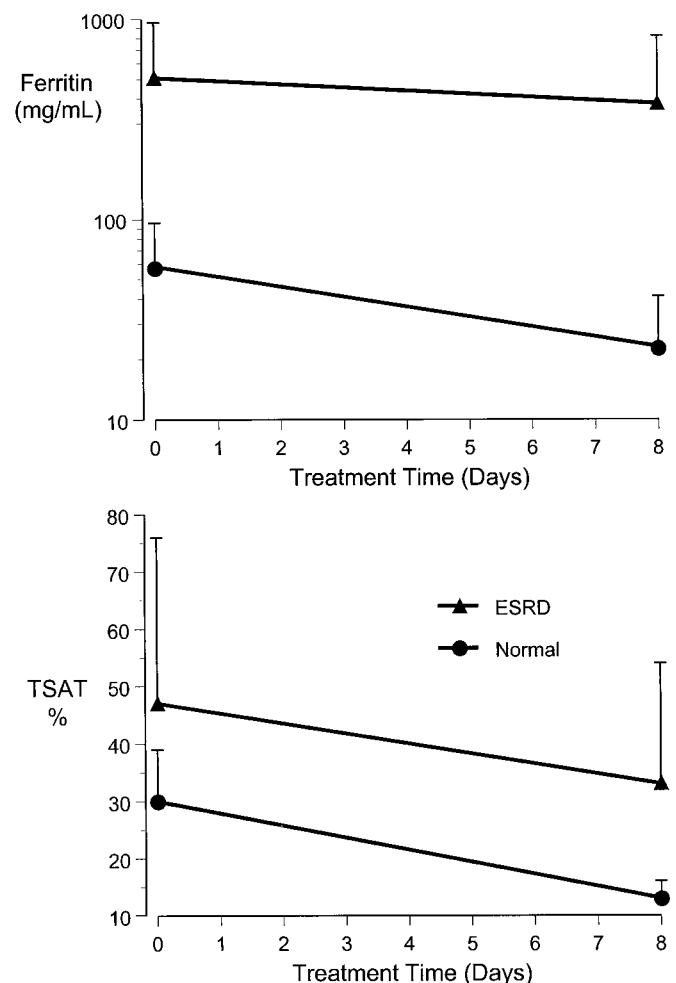 1000
Ferritin
(mg/mL)
100
10
0 1 2 3 4 5 6 7 8
Treatment Time (Days)
80
70
60
ESRD
Normal
50
TSAT
%
40
30
20
10
0 1 2 3 4 5 6 7 8
Treatment Time (Days)